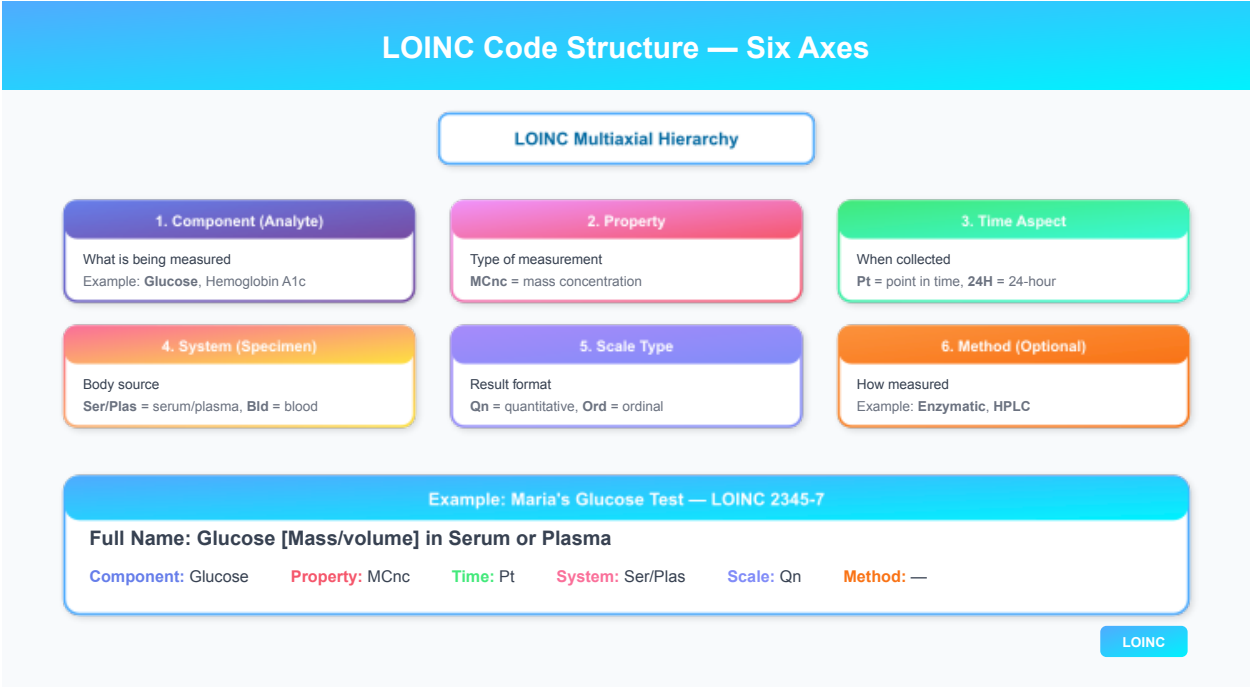 LOINC Code Structure — Six Axes
LOINC Multiaxial Hierarchy
1. Component (Analyte)
What is being measured
Example: Glucose, Hemoglobin A1c
2. Property
Type of measurement
MCnc = mass concentration
3. Time Aspect
When collected
Pt = point in time, 24H = 24-hour
4. System (Specimen)
Body source
Ser/Plas = serum/plasma, Bld = blood
5. Scale Type
Result format
Qn = quantitative, Ord = ordinal
6. Method (Optional)
How measured
Example: Enzymatic, HPLC
Example: Maria's Glucose Test — LOINC 2345-7
Full Name: Glucose [Mass/volume] in Serum or Plasma
Component: Glucose Property: MCnc Time: Pt System: Ser/Plas Scale: Qn Method: —
LOINC